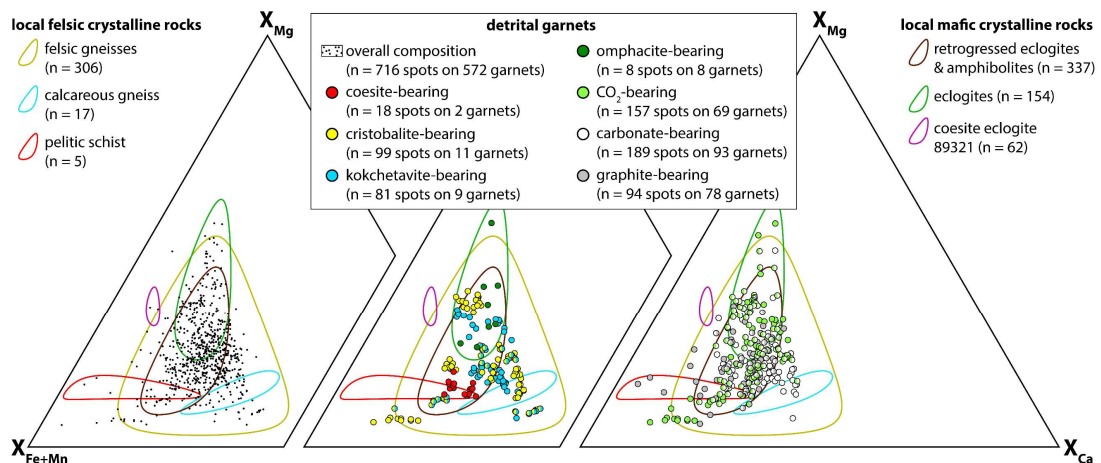 local felsic crystalline rocks
felsic gneisses
(n = 306)
calcareous gneiss
(n = 17)
pelitic schist
(n = 5)
X Mg
detrital garnets
overall composition
(n = 716 spots on 572 garnets)
coesite-bearing
(n = 18 spots on 2 garnets)
cristobalite-bearing
(n = 99 spots on 11 garnets)
kokchetavite-bearing
(n = 81 spots on 9 garnets)
omphacite-bearing
(n = 8 spots on 8 garnets)
CO2-bearing
(n = 157 spots on 69 garnets)
carbonate-bearing
(n = 189 spots on 93 garnets)
graphite-bearing
(n = 94 spots on 78 garnets)
X Mg
local mafic crystalline rocks
retrogressed eclogites
& amphibolites (n = 337)
eclogites (n = 154)
coesite eclogite
89321 (n = 62)
X Fe+Mn
X Ca